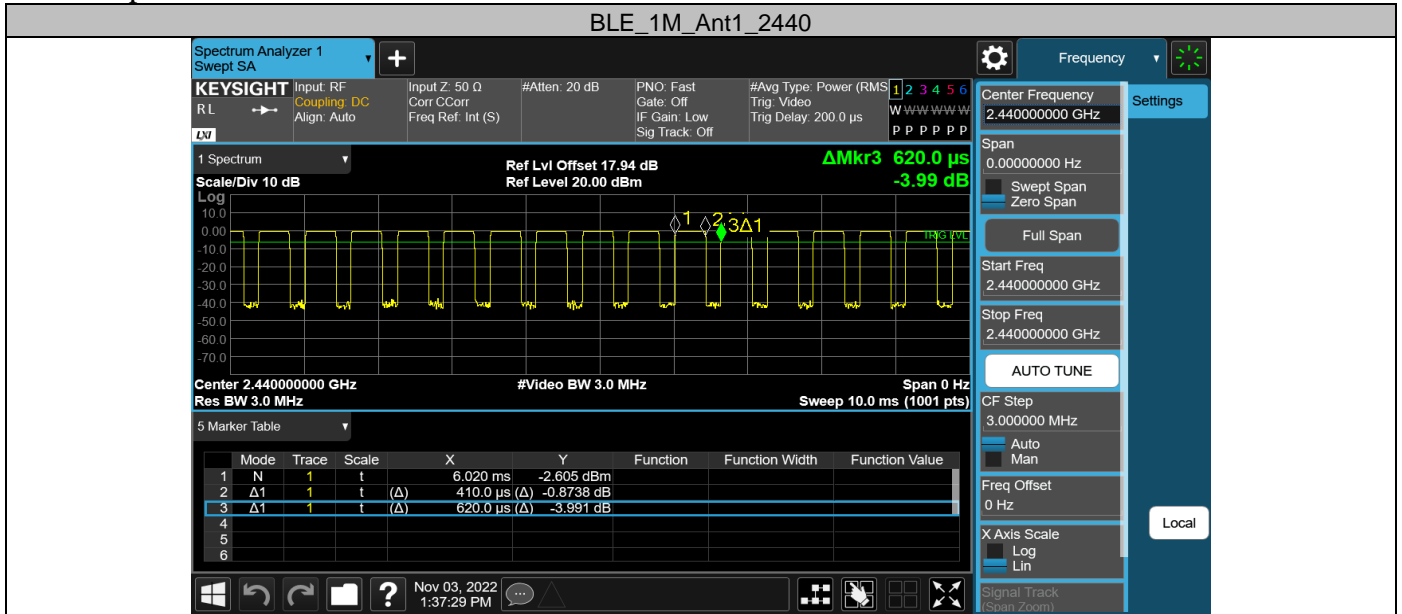 BLE_1M_Ant1_2440
Spectrum Analyzer 1
Swept SA
+
Frequency
KEYSIGHT
RL
LXI
Input: RF
Coupling: DC
Align: Auto
Input Z: 50 Ω
Corr CCorr
Freq Ref: Int (S)
#Atten: 20 dB
PNO: Fast
Gate: Off
IF Gain: Low
Sig Track: Off
#Avg Type: Power (RMS
Trig: Video
Trig Delay: 200.0 µs
1 2 3 4 5 6
W W W W W W
P P P P P P
1 Spectrum
Scale/Div 10 dB
Ref Lvl Offset 17.94 dB
Ref Level 20.00 dBm
ΔMkr3 620.0 µs
-3.99 dB
Log
10.0
0.00
-10.0
-20.0
-30.0
-40.0
-50.0
-60.0
-70.0
1
2
3Δ1
TRIG LVL
Center 2.440000000 GHz
#Video BW 3.0 MHz
Span 0 Hz
Res BW 3.0 MHz
Sweep 10.0 ms (1001 pts)
5 Marker Table
Mode Trace Scale X Y Function Function Width Function Value
1 N 1 t 6.020 ms -2.605 dBm
2 Δ1 1 t (Δ) 410.0 µs (Δ) -0.8738 dB
3 Δ1 1 t (Δ) 620.0 µs (Δ) -3.991 dB
4
5
6
?
Nov 03, 2022
1:37:29 PM
Center Frequency
2.440000000 GHz
Settings
Span
0.00000000 Hz
Swept Span
Zero Span
Full Span
Start Freq
2.440000000 GHz
Stop Freq
2.440000000 GHz
AUTO TUNE
CF Step
3.000000 MHz
Auto
Man
Freq Offset
0 Hz
Local
X Axis Scale
Log
Lin
Signal Track
(Span Zoom)